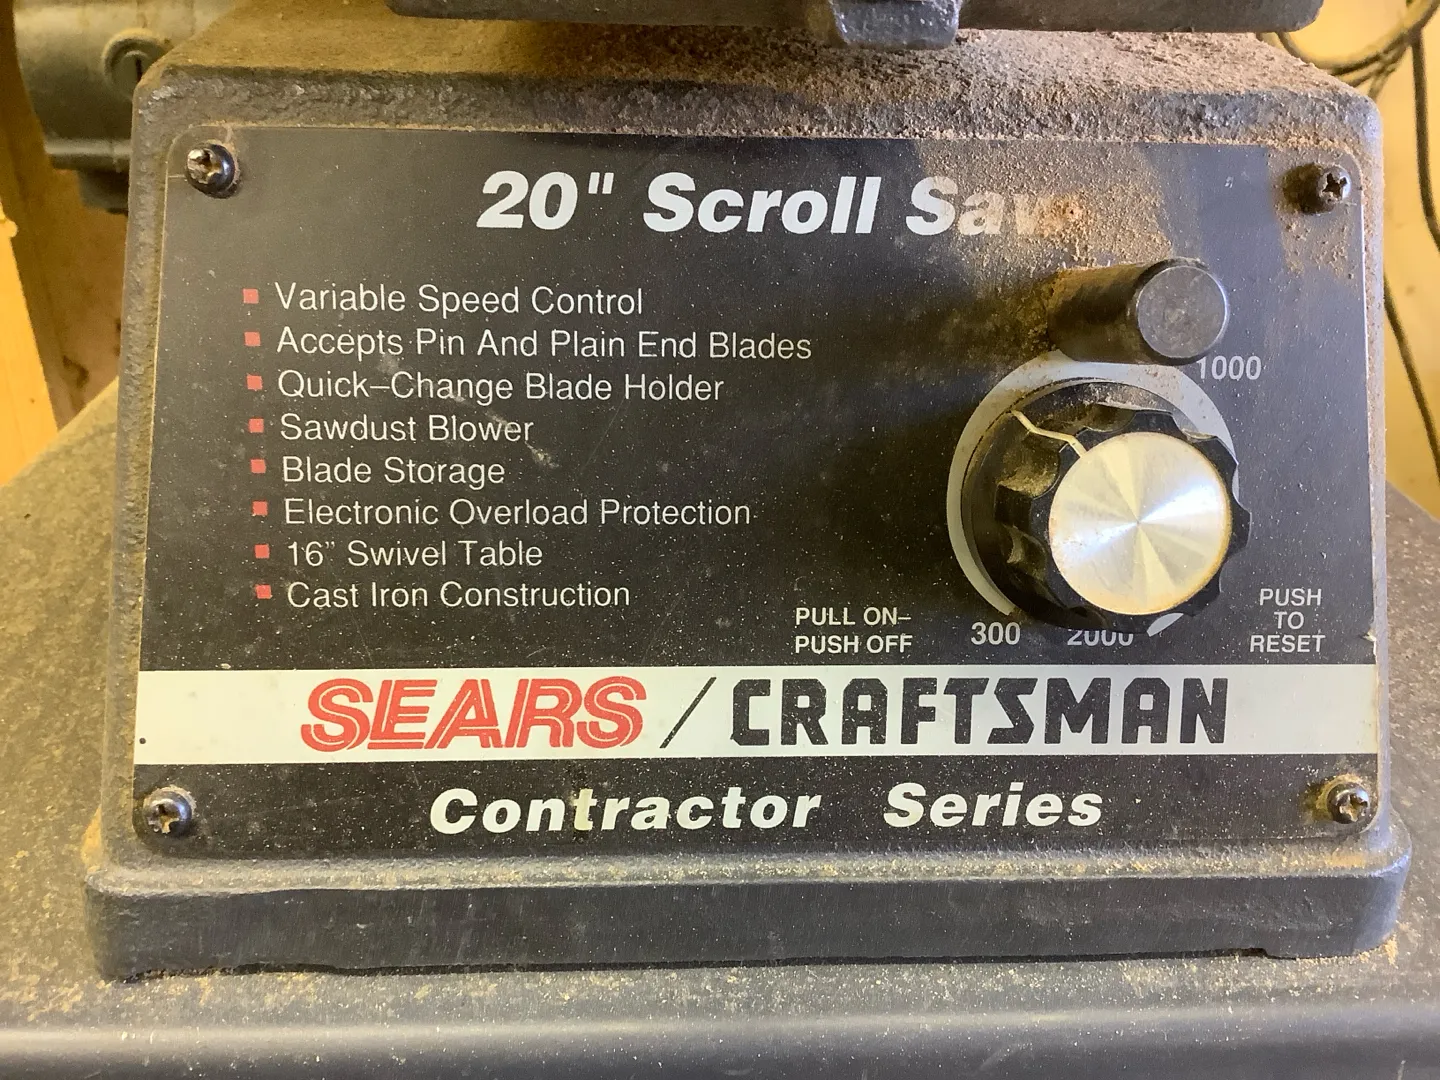 20" Scroll Saw
Variable Speed Control
Accepts Pin And Plain End Blades
Quick–Change Blade Holder
Sawdust Blower
Blade Storage
Electronic Overload Protection
16" Swivel Table
Cast Iron Construction
1000
PULL ON–
PUSH OFF
300
2000
PUSH
TO
RESET
SEARS / CRAFTSMAN
Contractor Series